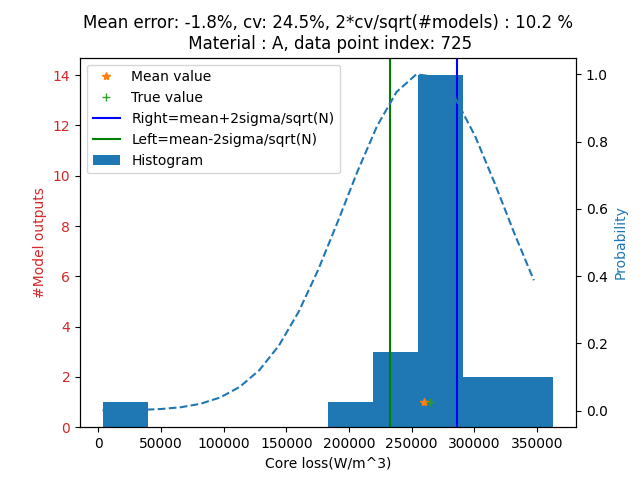 Mean error: -1.8%, cv: 24.5%, 2*cv/sqrt(#models) : 10.2 %
Material : A, data point index: 725
Mean value
True value
Right=mean+2sigma/sqrt(N)
Left=mean-2sigma/sqrt(N)
Histogram
#Model outputs
14
12
10
8
6
4
2
0
1.0
0.8
0.6
0.4
0.2
0.0
Probability
0 50000 100000 150000 200000 250000 300000 350000
Core loss(W/m^3)